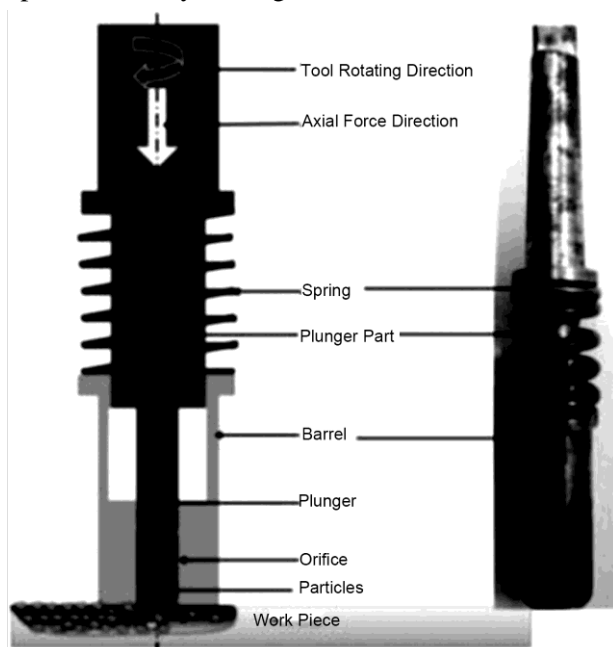 Tool Rotating Direction
Axial Force Direction
Spring
Plunger Part
Barrel
Plunger
Orifice
Particles
Work Piece